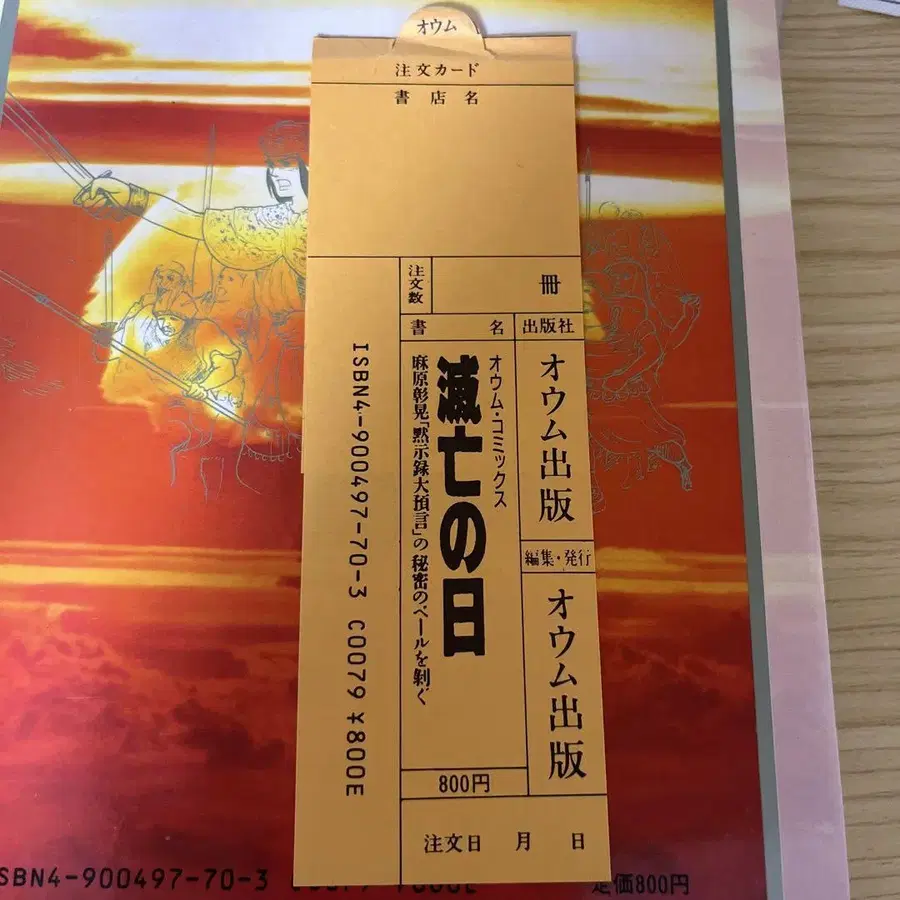 オウム
注文カード
書店名
注文数
冊
書名
出版社
オウム・コミックス
滅亡の日
麻原彰晃「黙示録大預言」の秘密のベールを剝ぐ
オウム出版
編集・発行
オウム出版
800円
注文日 月 日
ISBN4-900497-70-3 C0079 ¥800E
SBN4-900497-70-3
定価800円